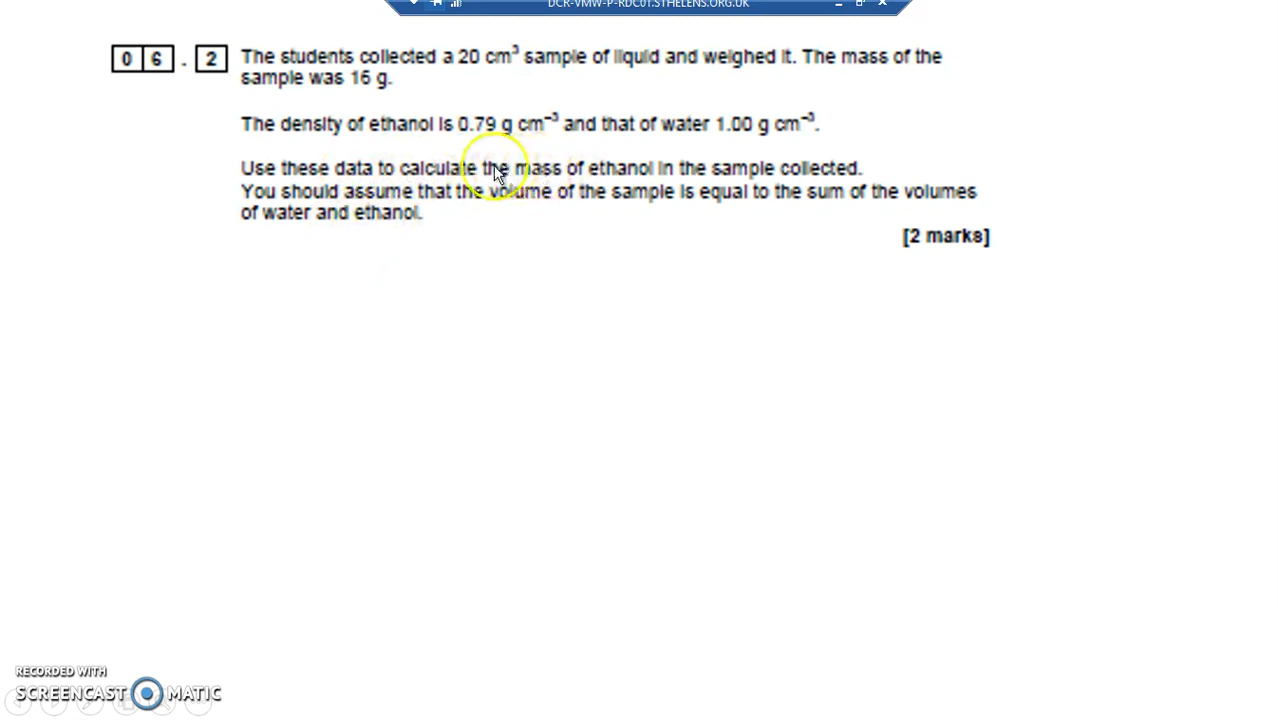 DCR-VMW-P-RDC01.STHELENS.ORG.UK
0 6 . 2 The students collected a 20 cm³ sample of liquid and weighed it. The mass of the
sample was 16 g.
The density of ethanol is 0.79 g cm⁻³ and that of water 1.00 g cm⁻³.
Use these data to calculate the mass of ethanol in the sample collected.
You should assume that the volume of the sample is equal to the sum of the volumes
of water and ethanol.
[2 marks]
RECORDED WITH
SCREENCAST MATIC